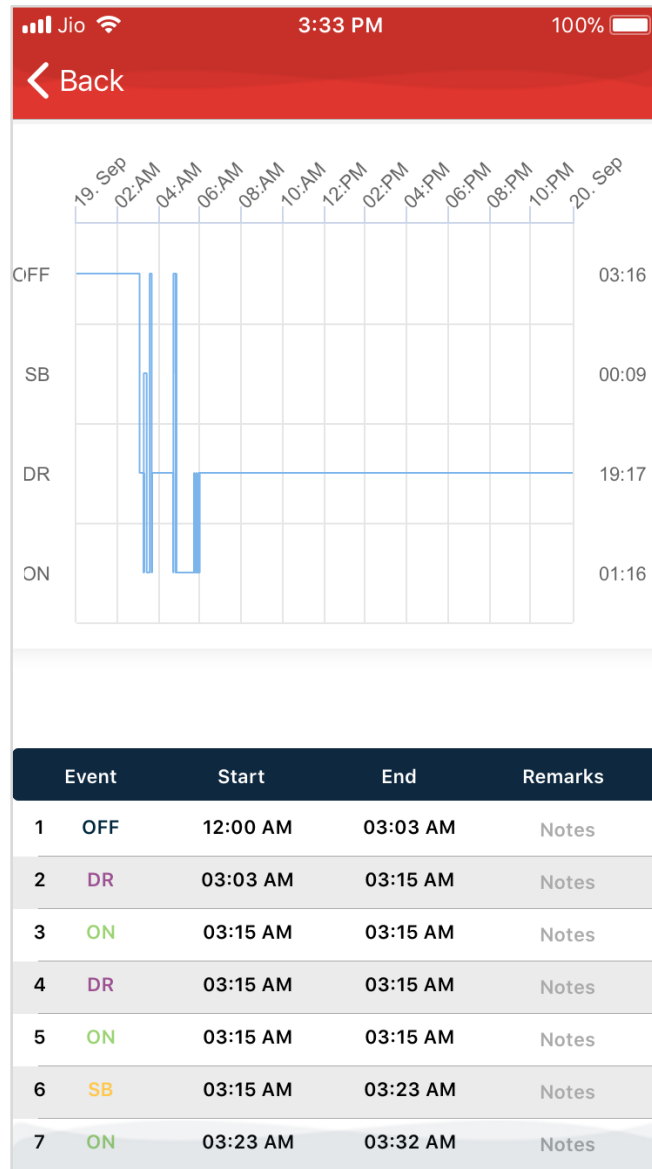 Jio 3:33 PM 100%
Back
19. Sep 02:AM 04:AM 06:AM 08:AM 10:AM 12:PM 02:PM 04:PM 06:PM 08:PM 10:PM 20. Sep
OFF 03:16
SB 00:09
DR 19:17
ON 01:16
Event Start End Remarks
1 OFF 12:00 AM 03:03 AM Notes
2 DR 03:03 AM 03:15 AM Notes
3 ON 03:15 AM 03:15 AM Notes
4 DR 03:15 AM 03:15 AM Notes
5 ON 03:15 AM 03:15 AM Notes
6 SB 03:15 AM 03:23 AM Notes
7 ON 03:23 AM 03:32 AM Notes